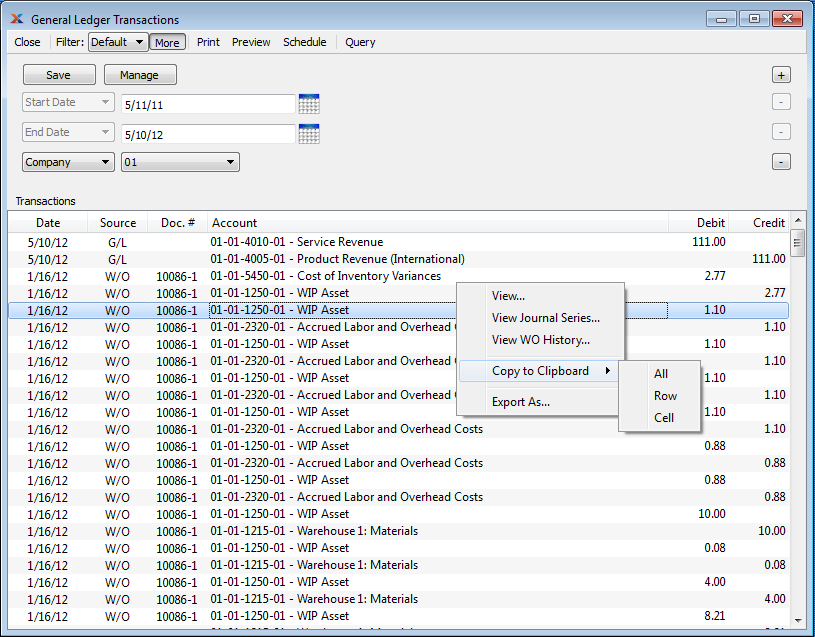 General Ledger Transactions
Close Filter: Default More Print Preview Schedule Query
Save Manage +
Start Date 5/11/11 -
End Date 5/10/12 -
Company 01 -
Transactions
Date Source Doc. # Account Debit Credit
5/10/12 G/L 01-01-4010-01 - Service Revenue 111.00
5/10/12 G/L 01-01-4005-01 - Product Revenue (International) 111.00
1/16/12 W/O 10086-1 01-01-5450-01 - Cost of Inventory Variances 2.77
1/16/12 W/O 10086-1 01-01-1250-01 - WIP Asset 2.77
View...
1/16/12 W/O 10086-1 01-01-1250-01 - WIP Asset 1.10
View Journal Series...
1/16/12 W/O 10086-1 01-01-2320-01 - Accrued Labor and Overhead 1.10
View WO History...
1/16/12 W/O 10086-1 01-01-1250-01 - WIP Asset 1.10
1/16/12 W/O 10086-1 01-01-2320-01 - Accrued Labor and Overhead 1.10
Copy to Clipboard
All
1/16/12 W/O 10086-1 01-01-1250-01 - WIP Asset 1.10
1/16/12 W/O 10086-1 01-01-2320-01 - Accrued Labor and Overhead 1.10
Row
Export As...
1/16/12 W/O 10086-1 01-01-1250-01 - WIP Asset 1.10
Cell
1/16/12 W/O 10086-1 01-01-2320-01 - Accrued Labor and Overhead Costs 1.10
1/16/12 W/O 10086-1 01-01-1250-01 - WIP Asset 0.88
1/16/12 W/O 10086-1 01-01-2320-01 - Accrued Labor and Overhead Costs 0.88
1/16/12 W/O 10086-1 01-01-1250-01 - WIP Asset 0.88
1/16/12 W/O 10086-1 01-01-2320-01 - Accrued Labor and Overhead Costs 0.88
1/16/12 W/O 10086-1 01-01-1250-01 - WIP Asset 10.00
1/16/12 W/O 10086-1 01-01-1215-01 - Warehouse 1: Materials 10.00
1/16/12 W/O 10086-1 01-01-1250-01 - WIP Asset 0.08
1/16/12 W/O 10086-1 01-01-1215-01 - Warehouse 1: Materials 0.08
1/16/12 W/O 10086-1 01-01-1250-01 - WIP Asset 4.00
1/16/12 W/O 10086-1 01-01-1215-01 - Warehouse 1: Materials 4.00
1/16/12 W/O 10086-1 01-01-1250-01 - WIP Asset 8.21